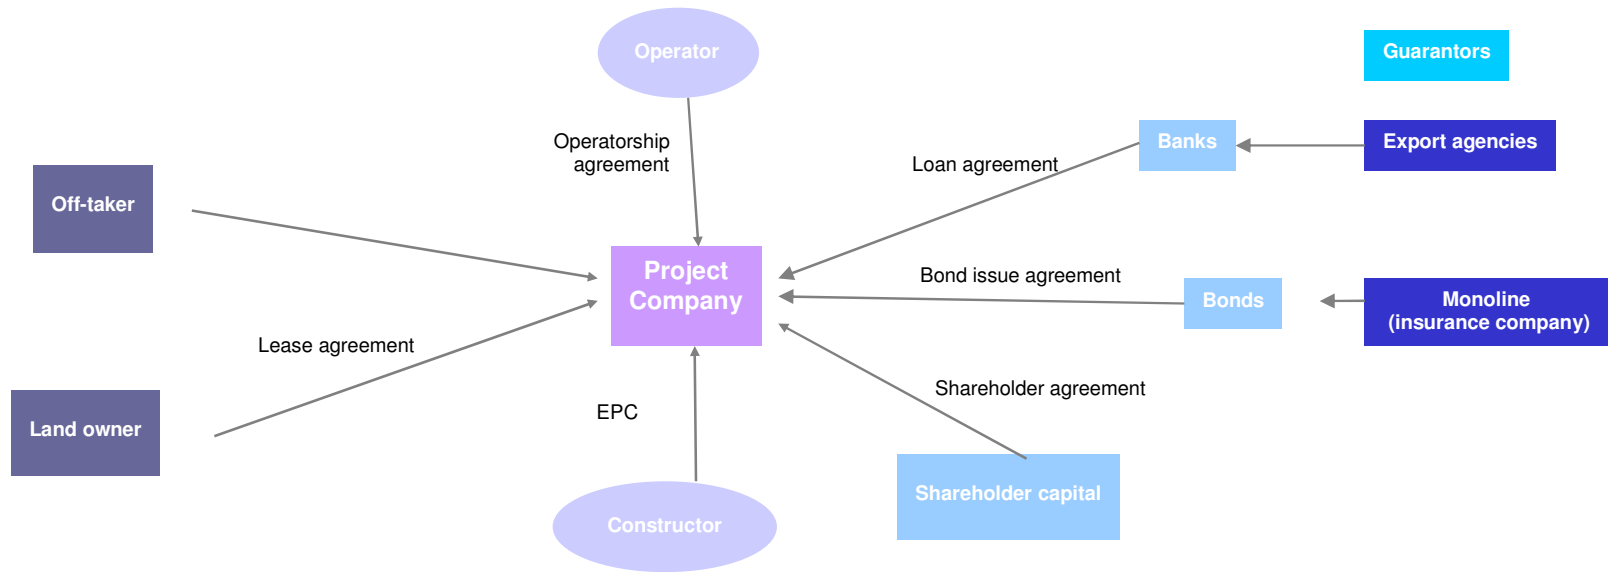 Operator
Guarantors
Operatorship
agreement
Banks
Export agencies
Loan agreement
Off-taker
Project
Company
Bond issue agreement
Bonds
Monoline
(insurance company)
Lease agreement
Shareholder agreement
EPC
Land owner
Shareholder capital
Constructor